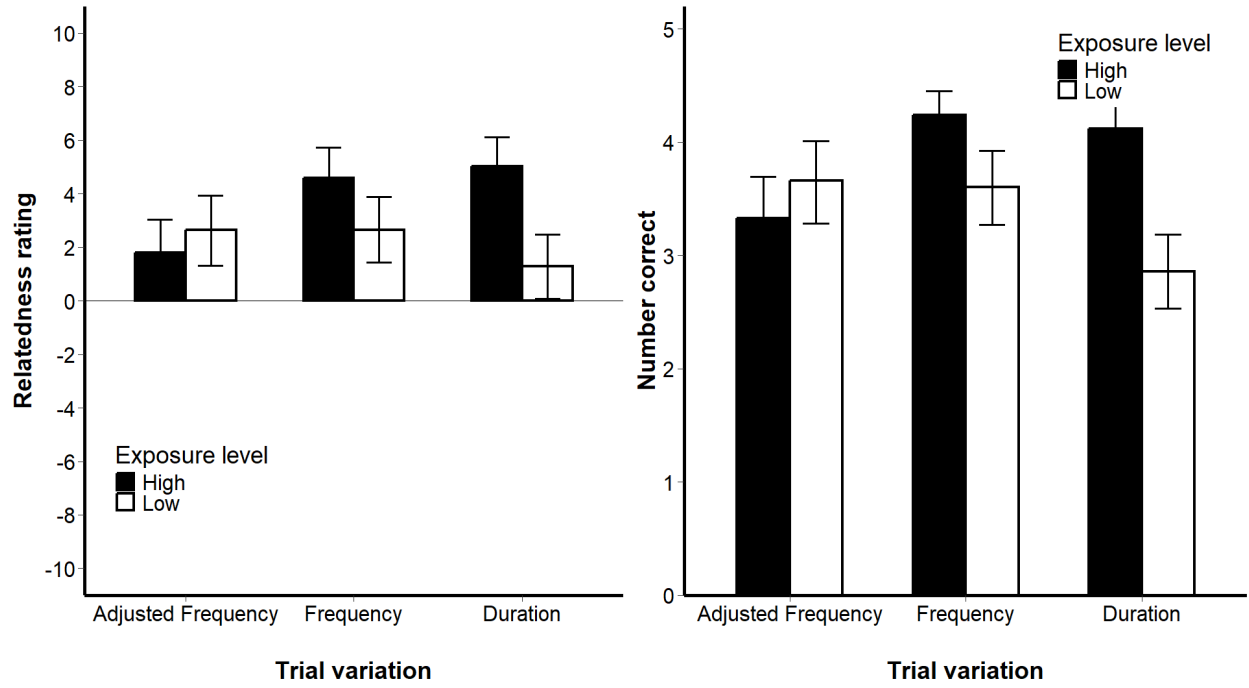 Relatedness rating
10
8
6
4
2
0
-2
-4
-6
-8
-10
Exposure level
High
Low
Adjusted Frequency Frequency Duration
Trial variation
Number correct
5
4
3
2
1
0
Exposure level
High
Low
Adjusted Frequency Frequency Duration
Trial variation